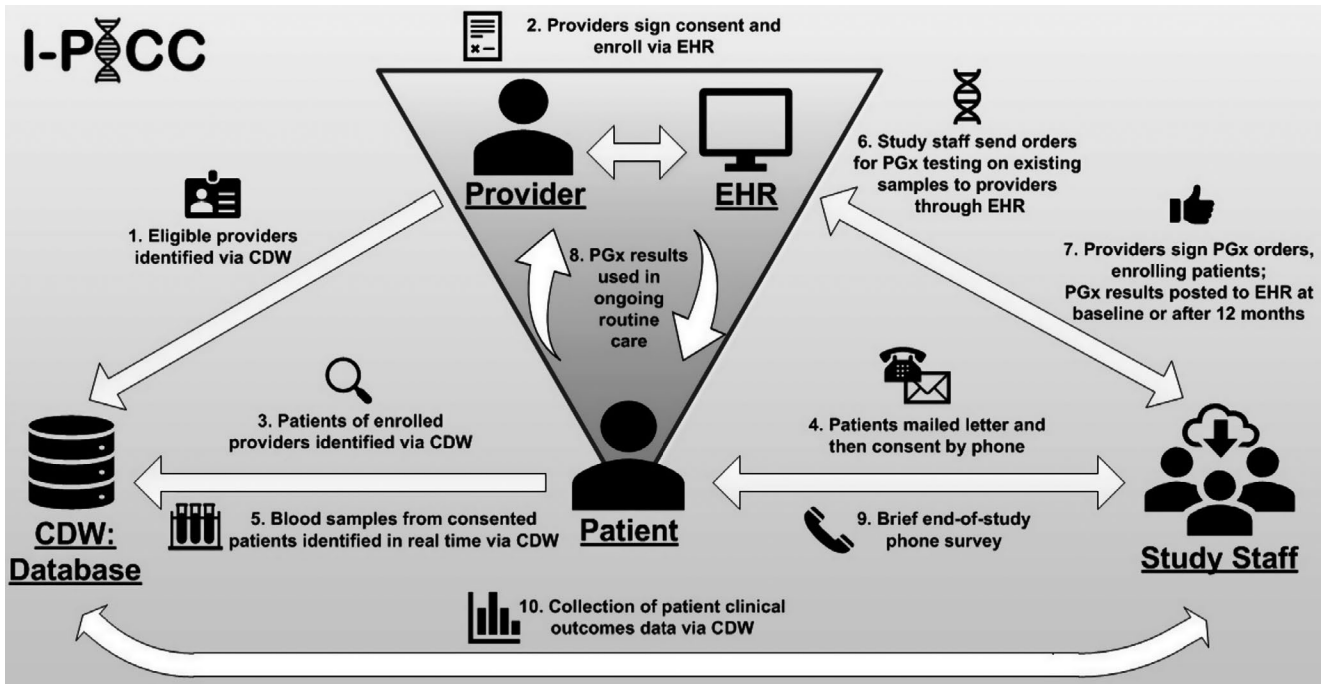 I-PICC
2. Providers sign consent and
enroll via EHR
Provider
EHR
1. Eligible providers
identified via CDW
6. Study staff send orders
for PGx testing on existing
samples to providers
through EHR
7. Providers sign PGx orders,
enrolling patients;
PGx results posted to EHR at
baseline or after 12 months
8. PGx results
used in
ongoing
routine
care
3. Patients of enrolled
providers identified via CDW
4. Patients mailed letter and
then consent by phone
5. Blood samples from consented
patients identified in real time via CDW
9. Brief end-of-study
phone survey
CDW:
Database
Patient
Study Staff
10. Collection of patient clinical
outcomes data via CDW